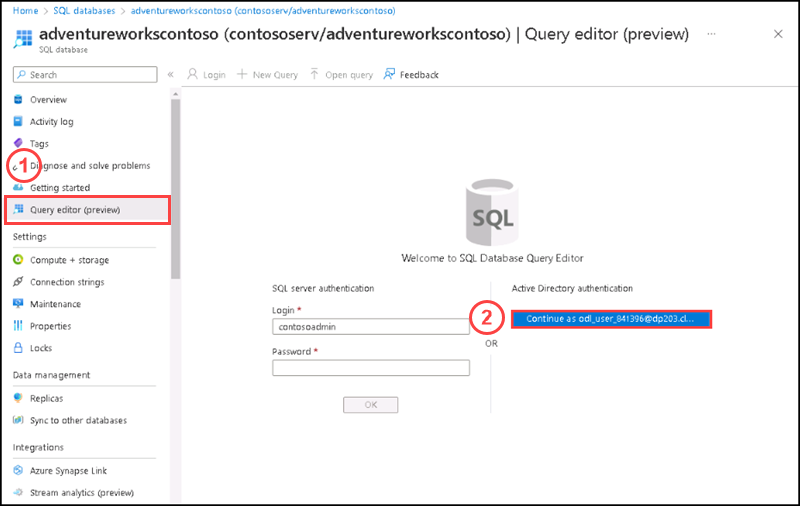 Home > SQL databases > adventureworkscontoso (contososerv/adventureworkscontoso)
adventureworkscontoso (contososerv/adventureworkscontoso) | Query editor (preview) ...
SQL database
Search
Login
New Query
Open query
Feedback
Overview
Activity log
Tags
1
Diagnose and solve problems
Getting started
Query editor (preview)
Settings
Compute + storage
Connection strings
Maintenance
Properties
Locks
Data management
Replicas
Sync to other databases
Integrations
Azure Synapse Link
Stream analytics (preview)
SQL
Welcome to SQL Database Query Editor
SQL server authentication
Login *
contosoadmin
Password *
OK
OR
Active Directory authentication
2
Continue as odl_user_841396@dp203.cl...